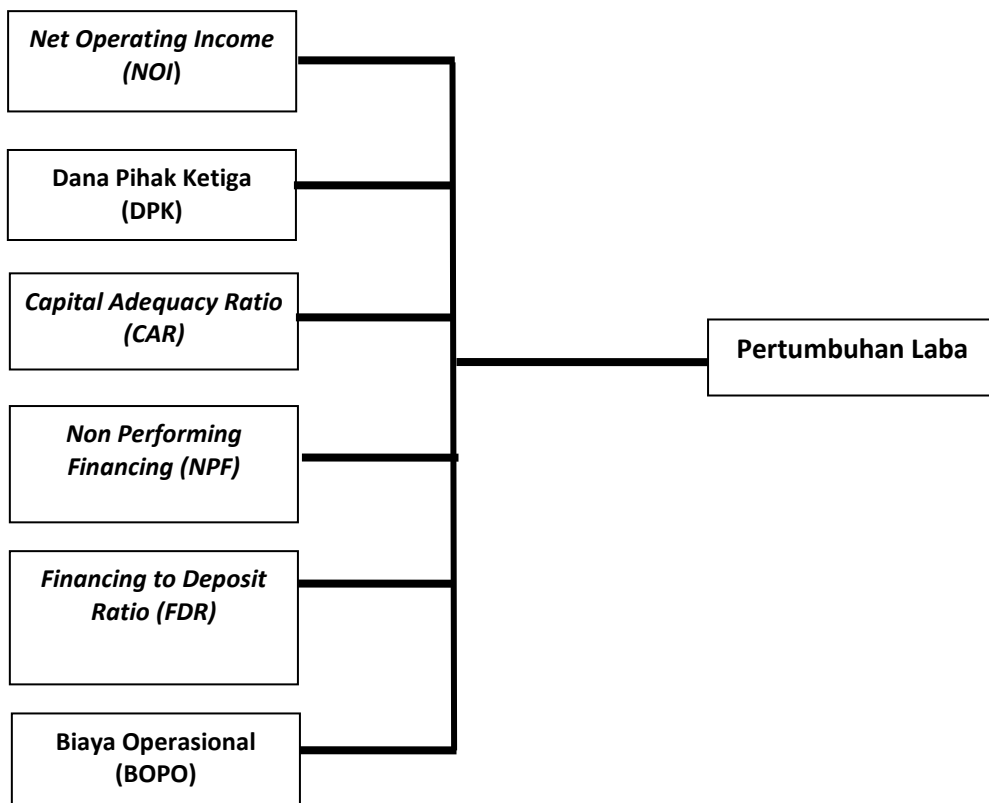 Net Operating Income
(NOI)
Dana Pihak Ketiga
(DPK)
Capital Adequacy Ratio
(CAR)
Pertumbuhan Laba
Non Performing
Financing (NPF)
Financing to Deposit
Ratio (FDR)
Biaya Operasional
(BOPO)